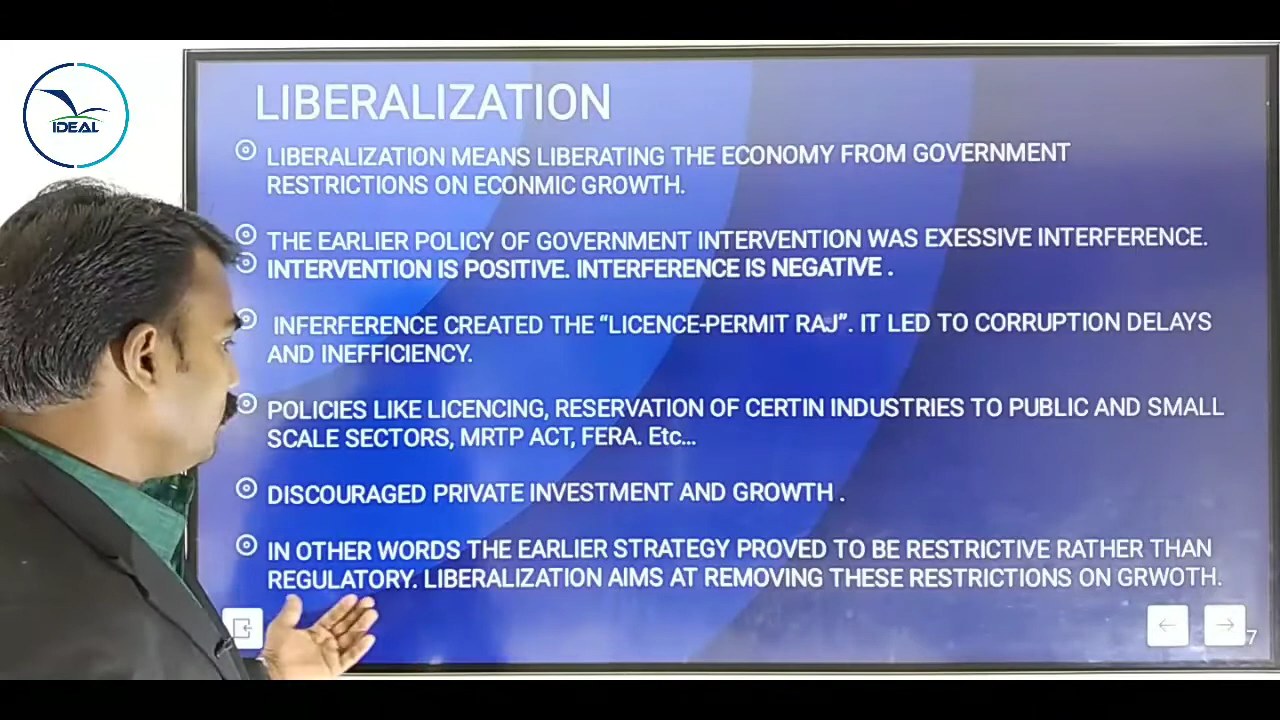 IDEAL
LIBERALIZATION
LIBERALIZATION MEANS LIBERATING THE ECONOMY FROM GOVERNMENT
RESTRICTIONS ON ECONMIC GROWTH.
THE EARLIER POLICY OF GOVERNMENT INTERVENTION WAS EXESSIVE INTERFERENCE.
INTERVENTION IS POSITIVE. INTERFERENCE IS NEGATIVE .
INFERFERENCE CREATED THE “LICENCE-PERMIT RAJ”. IT LED TO CORRUPTION DELAYS
AND INEFFICIENCY.
POLICIES LIKE LICENCING, RESERVATION OF CERTIN INDUSTRIES TO PUBLIC AND SMALL
SCALE SECTORS, MRTP ACT, FERA. Etc...
DISCOURAGED PRIVATE INVESTMENT AND GROWTH .
IN OTHER WORDS THE EARLIER STRATEGY PROVED TO BE RESTRICTIVE RATHER THAN
REGULATORY. LIBERALIZATION AIMS AT REMOVING THESE RESTRICTIONS ON GRWOTH.
7